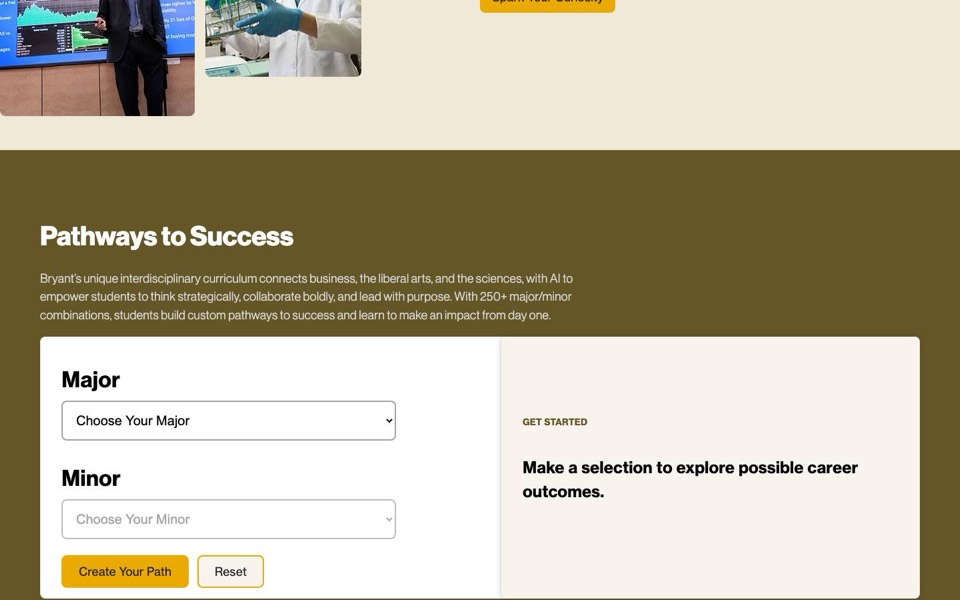 Spark Your Curiosity
Pathways to Success
Bryant's unique interdisciplinary curriculum connects business, the liberal arts, and the sciences, with AI to
empower students to think strategically, collaborate boldly, and lead with purpose. With 250+ major/minor
combinations, students build custom pathways to success and learn to make an impact from day one.
Major
Choose Your Major
Minor
Choose Your Minor
Create Your Path
Reset
GET STARTED
Make a selection to explore possible career
outcomes.